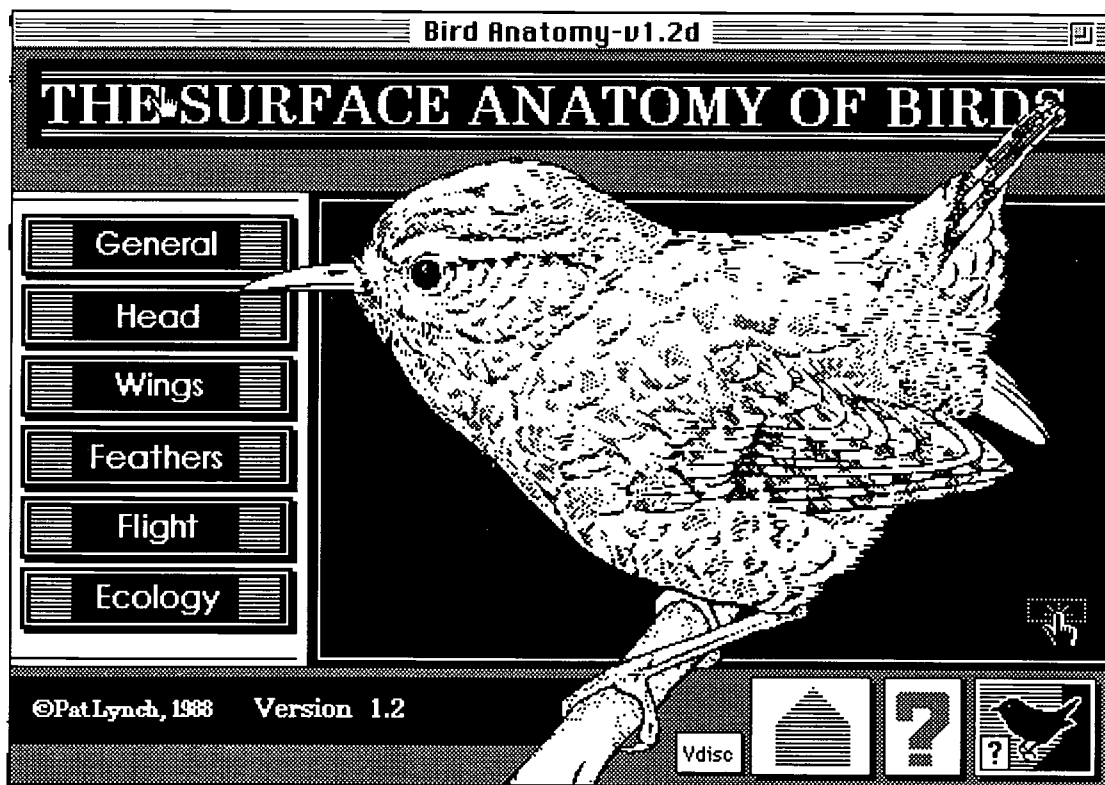 Bird Anatomy-v1.2d
THE SURFACE ANATOMY OF BIRDS
General
Head
Wings
Feathers
Flight
Ecology
©Pat Lynch, 1988 Version 1.2
Vdisc
?
?